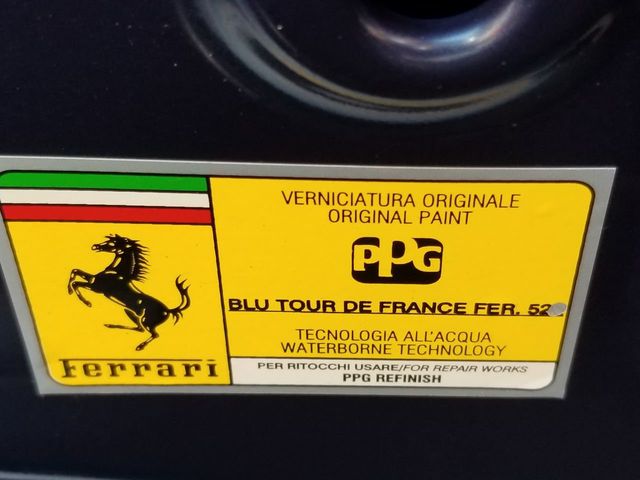 Ferrari
VERNICIATURA ORIGINALE
ORIGINAL PAINT
PPG
BLU TOUR DE FRANCE FER. 52
TECNOLOGIA ALL'ACQUA
WATERBORNE TECHNOLOGY
PER RITOCCHI USARE/FOR REPAIR WORKS
PPG REFINISH